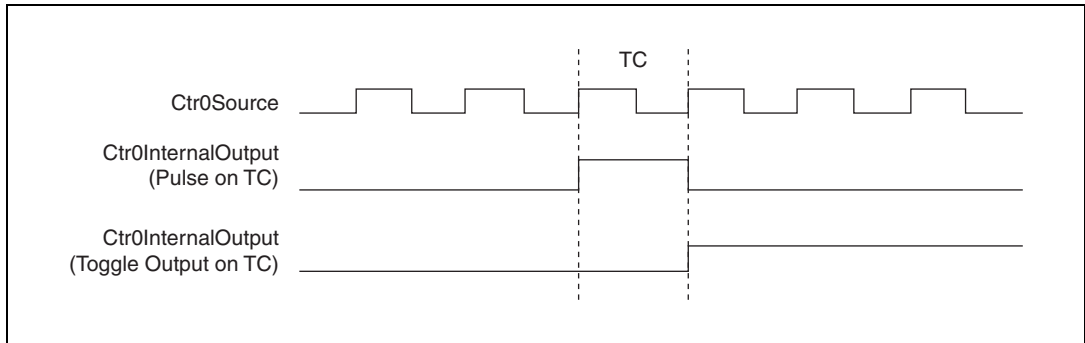 TC
Ctr0Source
Ctr0InternalOutput
(Pulse on TC)
Ctr0InternalOutput
(Toggle Output on TC)